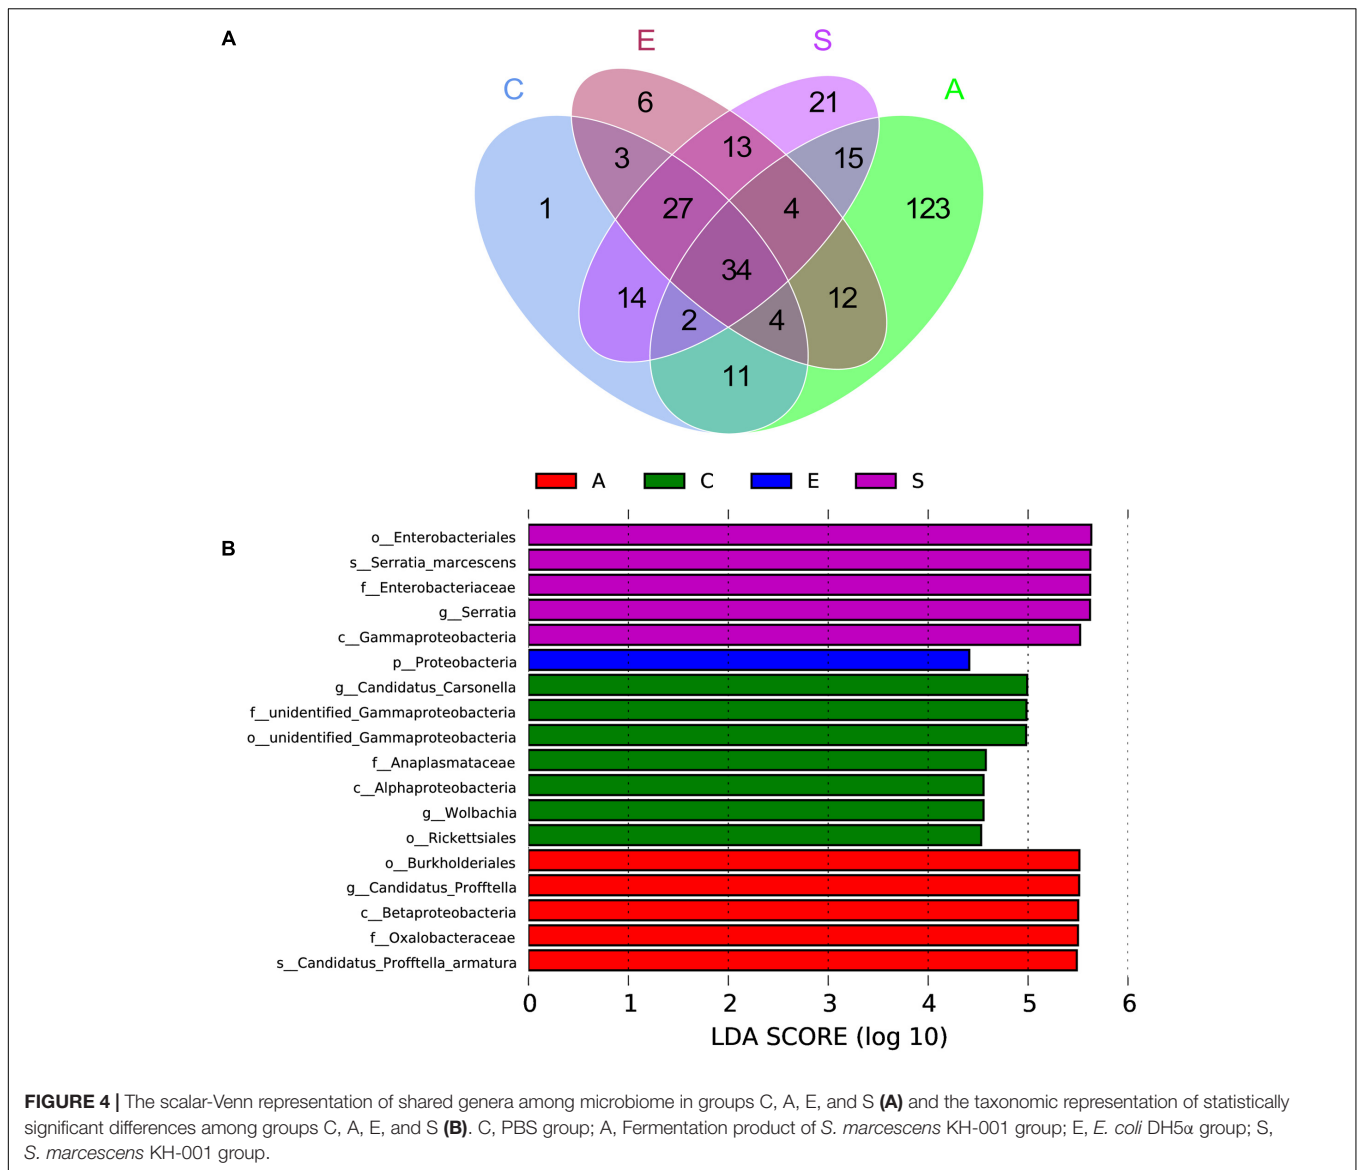 A
E
S
C
A
6
21
13
3
15
1
27
4
123
34
14
12
2
4
11
A C E S
B
o__Enterobacteriales
s__Serratia_marcescens
f__Enterobacteriaceae
g__Serratia
c__Gammaproteobacteria
p__Proteobacteria
g__Candidatus_Carsonella
f__unidentified_Gammaproteobacteria
o__unidentified_Gammaproteobacteria
f__Anaplasmataceae
c__Alphaproteobacteria
g__Wolbachia
o__Rickettsiales
o__Burkholderiales
g__Candidatus_Profftella
c__Betaproteobacteria
f__Oxalobacteraceae
s__Candidatus_Profftella_armatura
0 1 2 3 4 5 6
LDA SCORE (log 10)
FIGURE 4 | The scalar-Venn representation of shared genera among microbiome in groups C, A, E, and S (A) and the taxonomic representation of statistically
significant differences among groups C, A, E, and S (B). C, PBS group; A, Fermentation product of S. marcescens KH-001 group; E, E. coli DH5α group; S,
S. marcescens KH-001 group.